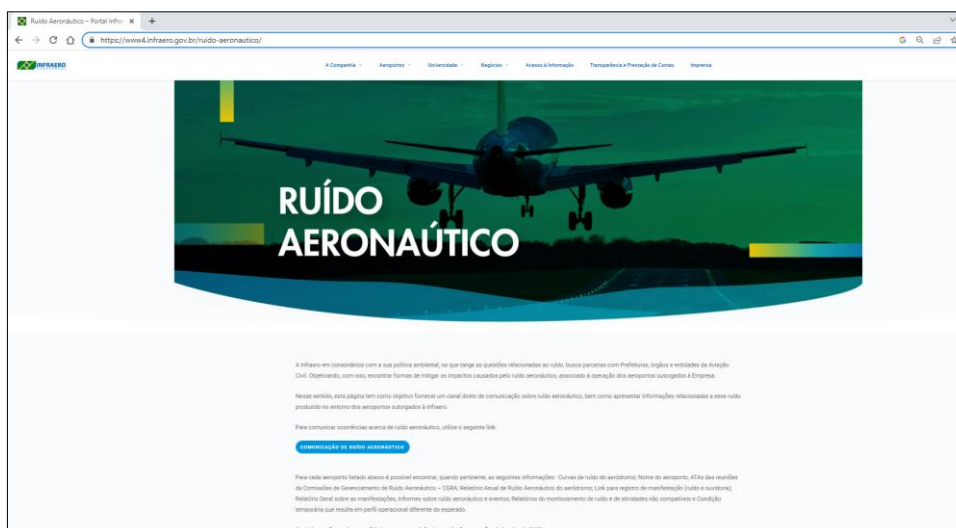 Ruído Aeronáutico – Portal Infra
https://www4.infraero.gov.br/ruido-aeronautico/
INFRAERO
A Companhia Aeroportos Universidade Negócios Acesso à Informação Transparência e Prestação de Contas Imprensa
RUÍDO
AERONAÚTICO
A Infraero em consonância com a sua política ambiental, no que tange as questões relacionadas ao ruído, busca parcerias com Prefeituras, órgãos e entidades da Aviação
Civil. Objetivando, com isso, encontrar formas de mitigar os impactos causados pelo ruído aeronáutico, associado à operação dos aeroportos outorgados à Empresa.
Nesse sentido, esta página tem como objetivo fornecer um canal direto de comunicação sobre ruído aeronáutico, bem como apresentar informações relacionadas a esse ruído
produzido no entorno dos aeroportos outorgados à Infraero
Para comunicar ocorrências acerca de ruído aeronáutico, utilize o seguinte link:
COMUNICAÇÃO DE RUÍDO AERONÁUTICO
Para cada aeroporto listado abaixo é possível encontrar, quando pertinente, as seguintes informações: Curvas de ruído do aeródromo; Nome do aeroporto; ATAs das reuniões
da Comissões de Gerenciamento de Ruído Aeronáutico – CGRA; Relatório Anual de Ruído Aeronáutico do aeródromo; Link para registro de manifestação (ruído e ouvidoria);
Relatório Geral sobre as manifestações; Informes sobre ruído aeronáutico e eventos; Relatórios do monitoramento de ruído e de atividades não compatíveis e Condição
temporária que resulta em perfil operacional diferente do esperado.